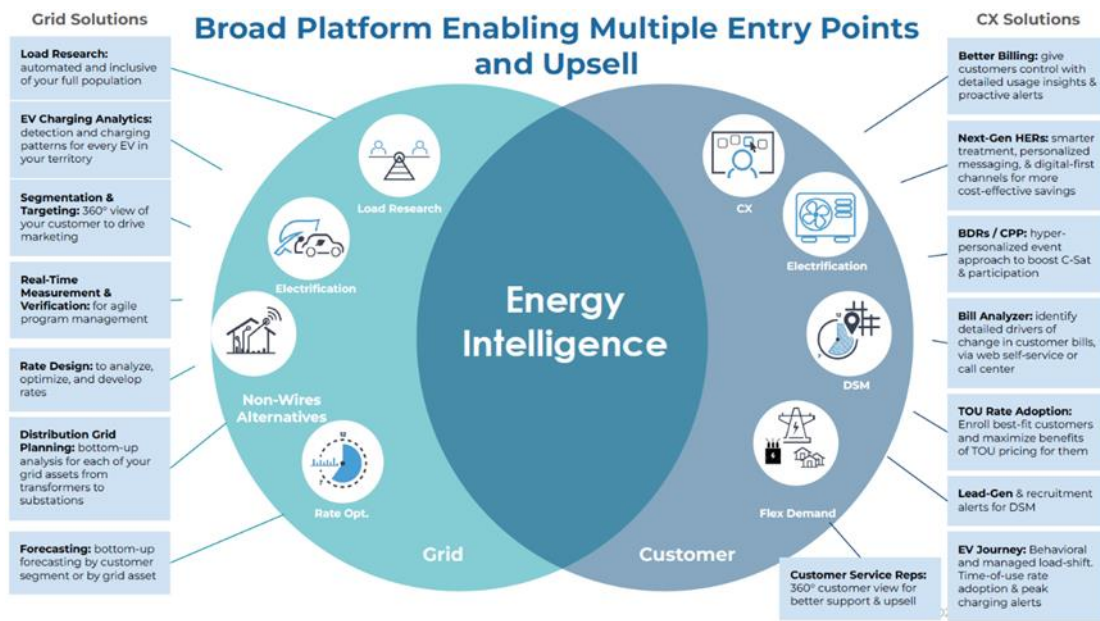 Grid Solutions
Broad Platform Enabling Multiple Entry Points
and Upsell
CX Solutions
Load Research:
automated and inclusive
of your full population
EV Charging Analytics:
detection and charging
patterns for every EV in
your territory
Segmentation &
Targeting: 360° view of
your customer to drive
marketing
Real-Time
Measurement &
Verification: for agile
program management
Rate Design: to analyze,
optimize, and develop
rates
Distribution Grid
Planning: bottom-up
analysis for each of your
grid assets from
transformers to
substations
Forecasting: bottom-up
forecasting by customer
segment or by grid asset
Load Research
Electrification
Non-Wires
Alternatives
12
Rate Opt.
Grid
Energy
Intelligence
CX
Electrification
DSM
Flex Demand
Customer
Better Billing: give
customers control with
detailed usage insights &
proactive alerts
Next-Gen HERs: smarter
treatment, personalized
messaging, & digital-first
channels for more
cost-effective savings
BDRs / CPP: hyper-
personalized event
approach to boost C-Sat
& participation
Bill Analyzer: identify
detailed drivers of
change in customer bills,
via web self-service or
call center
TOU Rate Adoption:
Enroll best-fit customers
and maximize benefits
of TOU pricing for them
Lead-Gen & recruitment
alerts for DSM
EV Journey: Behavioral
and managed load-shift.
Time-of-use rate
adoption & peak
charging alerts
Customer Service Reps:
360° customer view for
better support & upsell